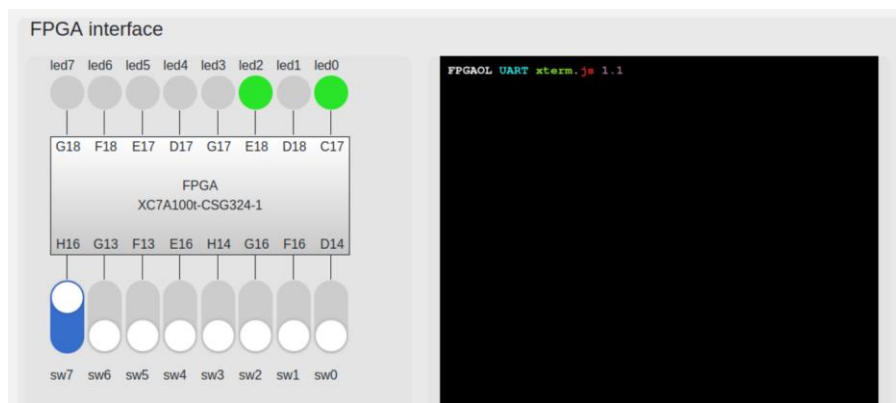 FPGA interface
led7 led6 led5 led4 led3 led2 led1 led0
G18 F18 E17 D17 G17 E18 D18 C17
FPGA
XC7A100t-CSG324-1
H16 G13 F13 E16 H14 G16 F16 D14
sw7 sw6 sw5 sw4 sw3 sw2 sw1 sw0
FPGAOL UART xterm.js 1.1